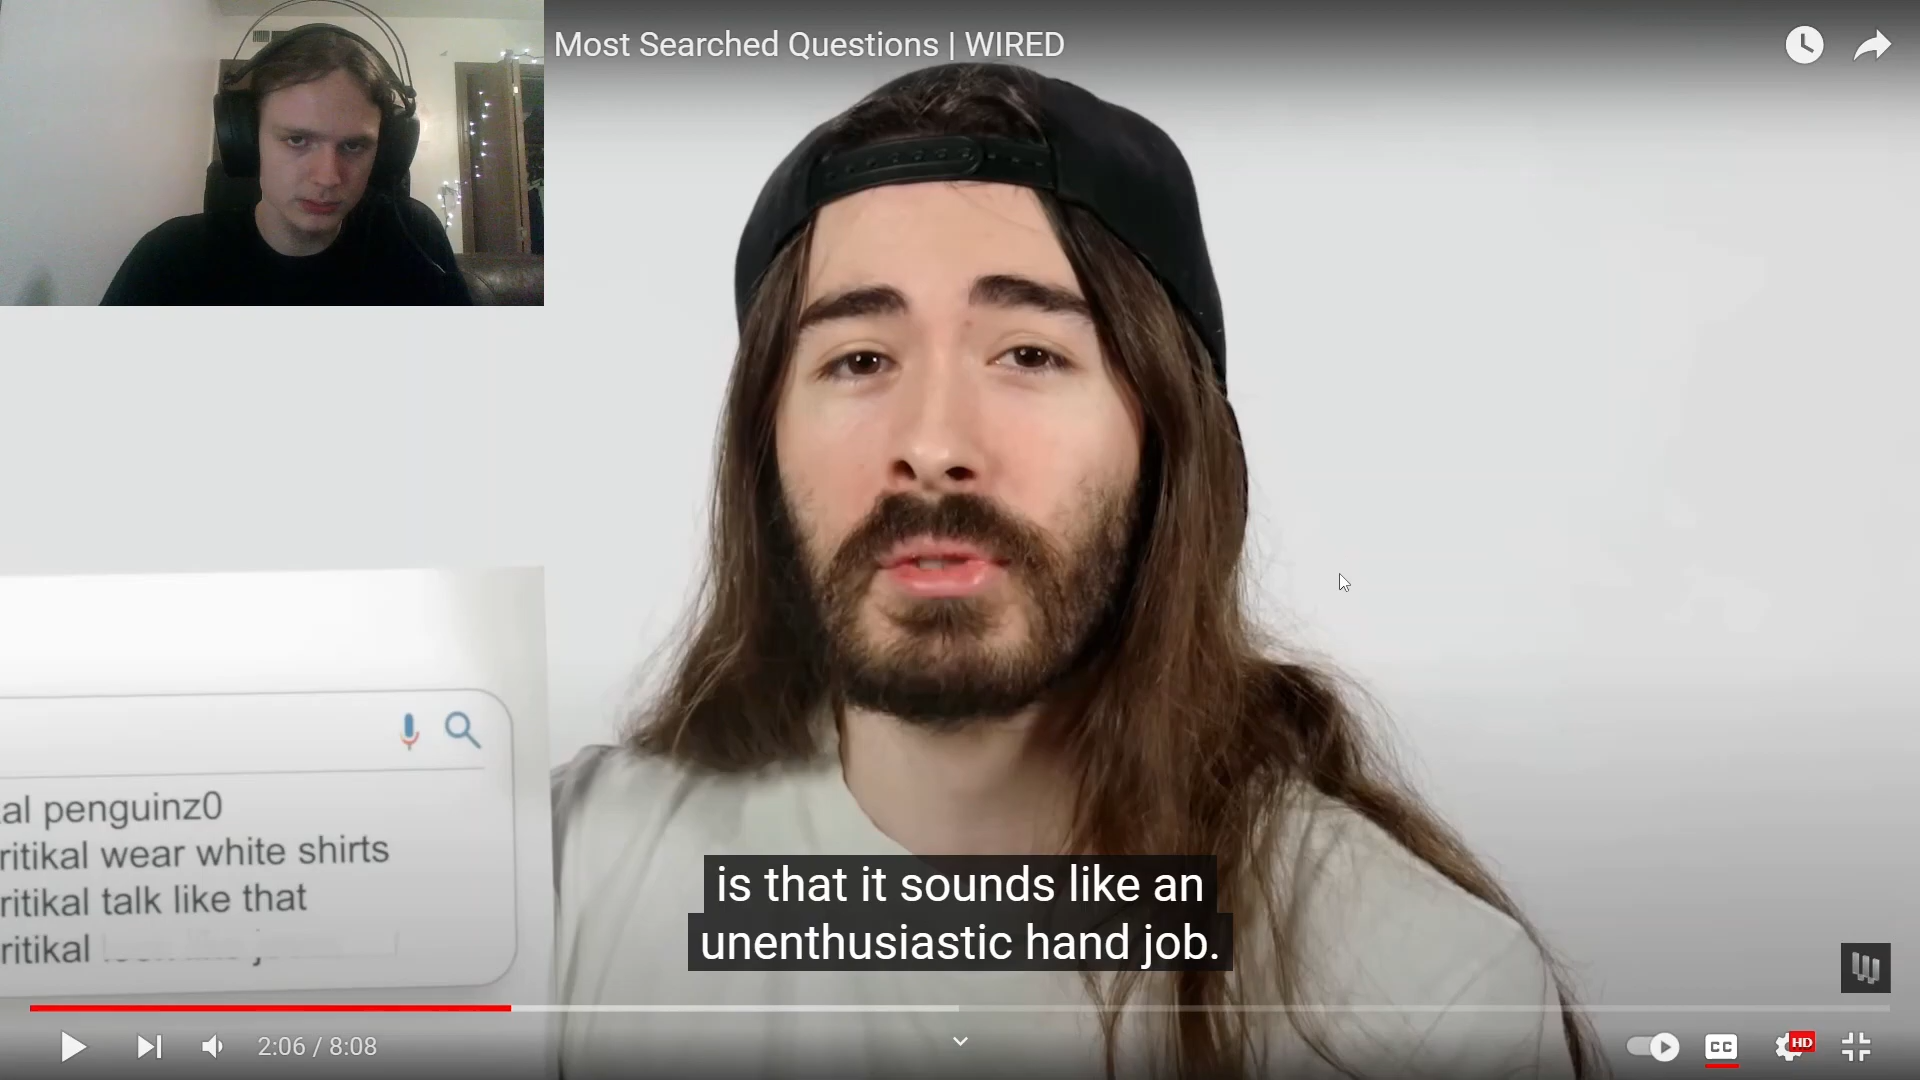 Most Searched Questions | WIRED
al penguinz0
ritikal wear white shirts
ritikal talk like that
ritikal
is that it sounds like an
unenthusiastic hand job.
2:06 / 8:08
CC
HD